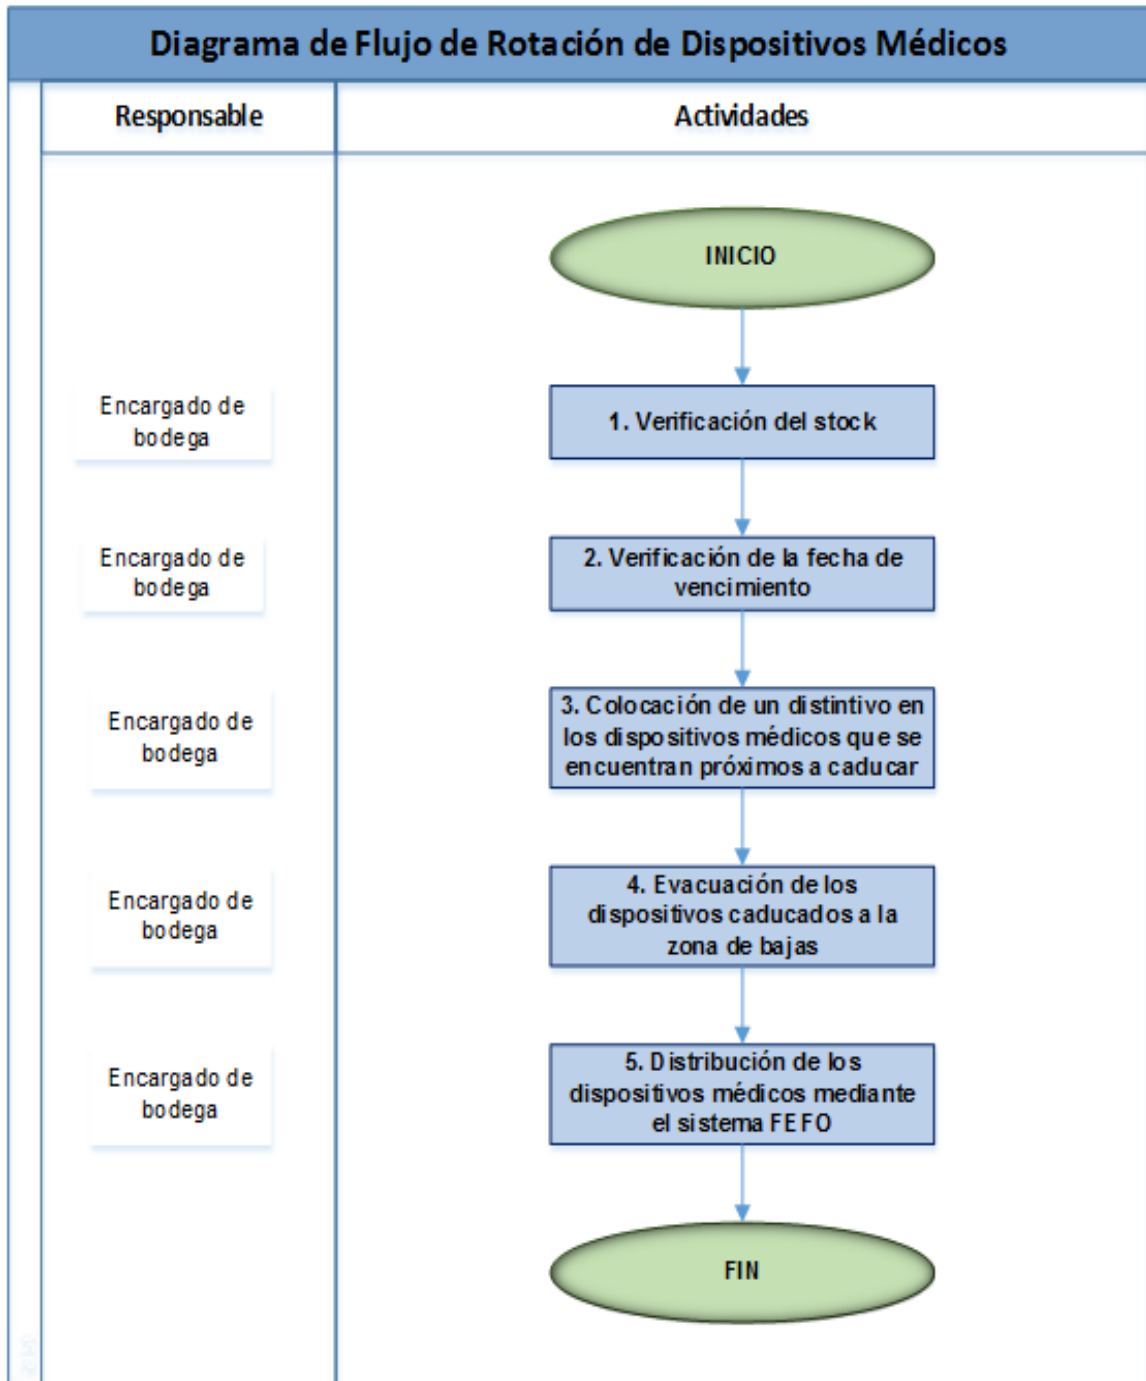 Diagrama de Flujo de Rotación de Dispositivos Médicos
Responsable
Actividades
INICIO
Encargado de
bodega
1. Verificación del stock
Encargado de
bodega
2. Verificación de la fecha de
vencimiento
Encargado de
bodega
3. Colocación de un distintivo en
los dispositivos médicos que se
encuentran próximos a caducar
Encargado de
bodega
4. Evacuación de los
dispositivos caducados a la
zona de bajas
Encargado de
bodega
5. Distribución de los
dispositivos médicos mediante
el sistema FEFO
FIN